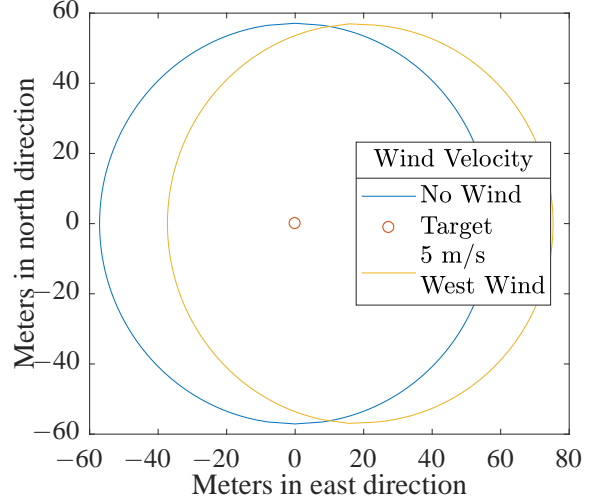 60
40
20
0
−20
−40
−60
Meters in north direction
Wind Velocity
No Wind
Target
5 m/s
West Wind
−60 −40 −20 0 20 40 60 80
Meters in east direction